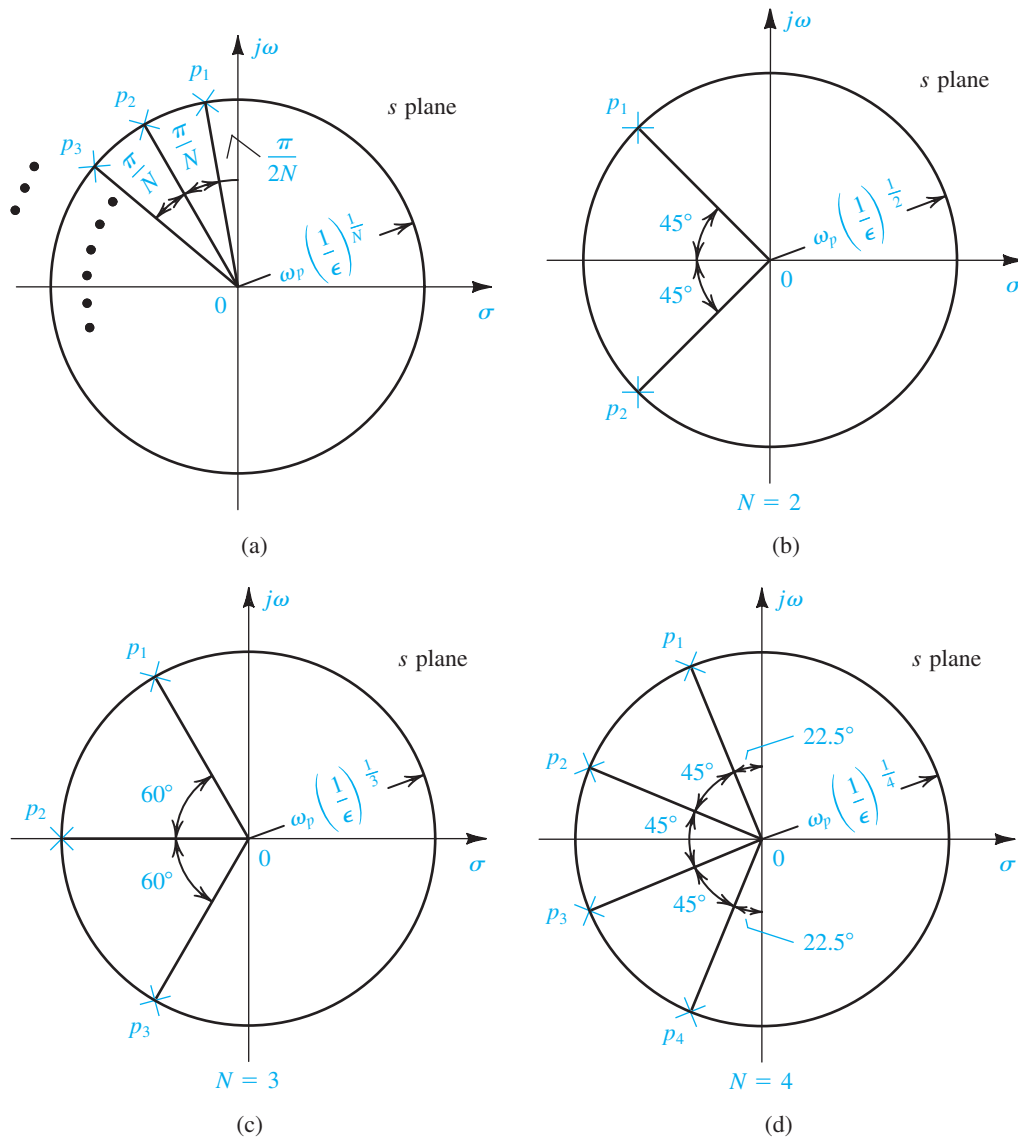 jω
p₁
p₂
p₃
s plane
π/N
π/N
π/2N
ωₚ(1/ϵ)^(1/N)
0
σ
(a)
jω
s plane
p₁
45°
45°
ωₚ(1/ϵ)^(1/2)
0
σ
p₂
N = 2
(b)
jω
s plane
p₁
60°
p₂
60°
ωₚ(1/ϵ)^(1/3)
0
σ
p₃
N = 3
(c)
jω
s plane
p₁
22.5°
p₂
45°
45°
45°
ωₚ(1/ϵ)^(1/4)
0
σ
p₃
22.5°
p₄
N = 4
(d)